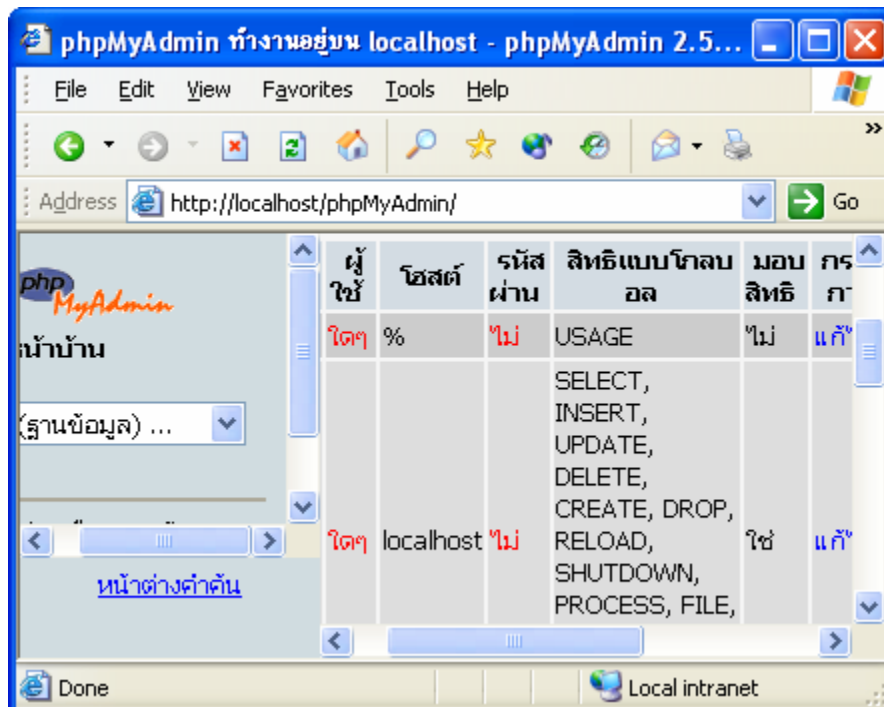 phpMyAdmin ทำงานอยู่บน localhost - phpMyAdmin 2.5...
File Edit View Favorites Tools Help
Address http://localhost/phpMyAdmin/ Go
php
MyAdmin
หน้าบ้าน
(ฐานข้อมูล) ...
หน้าต่างคำค้น
ผู้ใช้ โฮสต์ รหัสผ่าน สิทธิแบบโกลบอล มอบสิทธิ
ใดๆ % ไม่ USAGE ไม่ แก้
ใดๆ localhost ไม่ SELECT, ใช่ แก้
INSERT,
UPDATE,
DELETE,
CREATE, DROP,
RELOAD,
SHUTDOWN,
PROCESS, FILE,
Done Local intranet